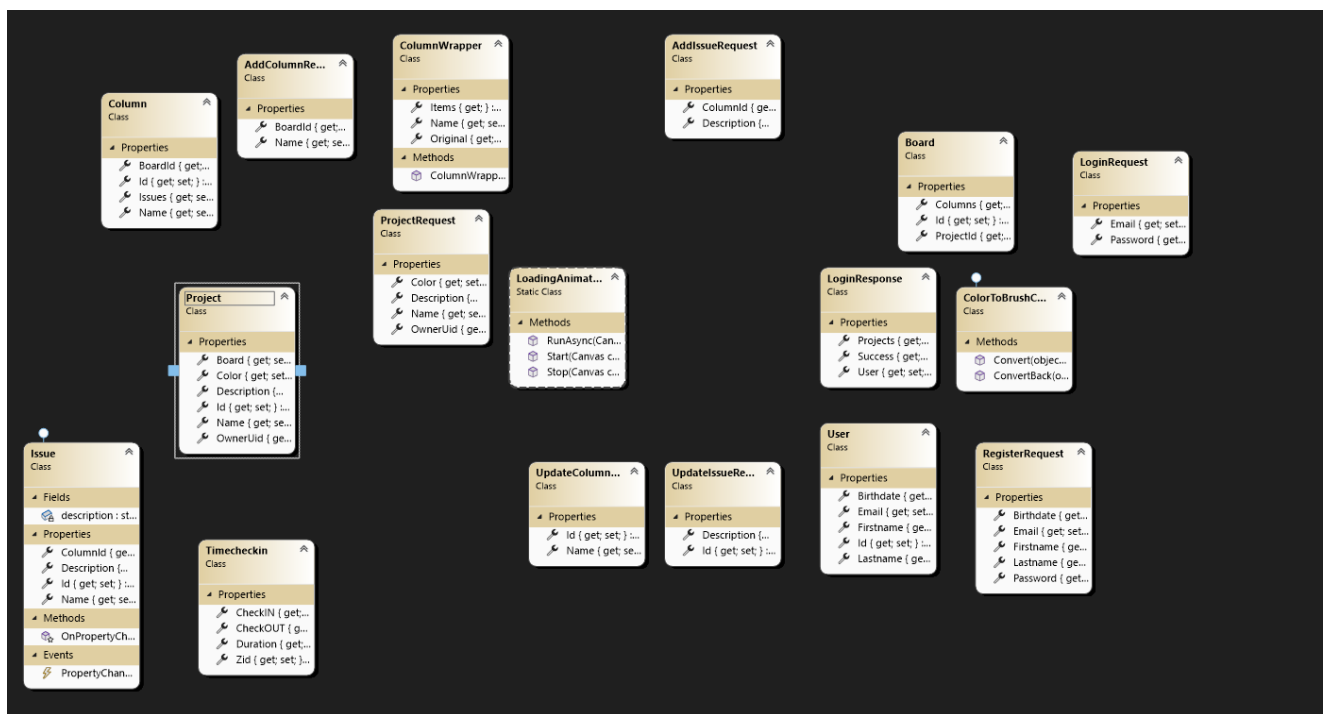 Column
Class
Properties
BoardId { get;...
Id { get; set; } :...
Issues { get; se...
Name { get; se...
AddColumnRe...
Class
Properties
BoardId { get;...
Name { get; se...
ColumnWrapper
Class
Properties
Items { get; } :...
Name { get; se...
Original { get;...
Methods
ColumnWrapp...
AddIssueRequest
Class
Properties
ColumnId { ge...
Description {...
Board
Class
Properties
Columns { get;...
Id { get; set; } :...
ProjectId { get;...
LoginRequest
Class
Properties
Email { get; set...
Password { get...
ProjectRequest
Class
Properties
Color { get; set...
Description {...
Name { get; se...
OwnerUid { ge...
LoadingAnimat...
Static Class
Methods
RunAsync(Can...
Start(Canvas c...
Stop(Canvas c...
LoginResponse
Class
Properties
Projects { get;...
Success { get;...
User { get; set;...
ColorToBrushC...
Class
Methods
Convert(objec...
ConvertBack(o...
Project
Class
Properties
Board { get; se...
Color { get; set...
Description {...
Id { get; set; } :...
Name { get; se...
OwnerUid { ge...
Issue
Class
Fields
description : st...
Properties
ColumnId { ge...
Description {...
Id { get; set; } :...
Name { get; se...
Methods
OnPropertyCh...
Events
PropertyChan...
Timecheckin
Class
Properties
CheckIN { get;...
CheckOUT { g...
Duration { get;...
Zid { get; set; }...
UpdateColumn...
Class
Properties
Id { get; set; } :...
Name { get; se...
UpdateIssueRe...
Class
Properties
Description {...
Id { get; set; } :...
User
Class
Properties
Birthdate { get...
Email { get; set...
Firstname { ge...
Id { get; set; } :...
Lastname { ge...
RegisterRequest
Class
Properties
Birthdate { get...
Email { get; set...
Firstname { ge...
Lastname { ge...
Password { get...